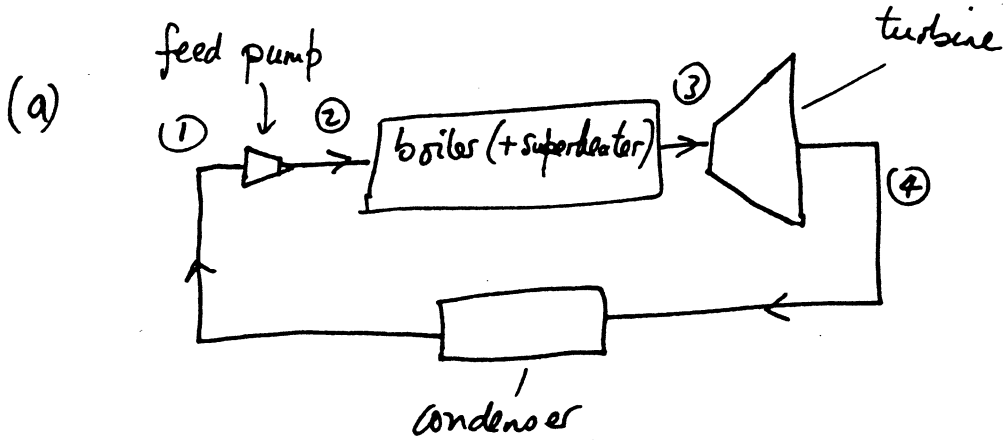 turbine
feed pump
(a)
① ② ③
boiler (+superheater)
④
condenser